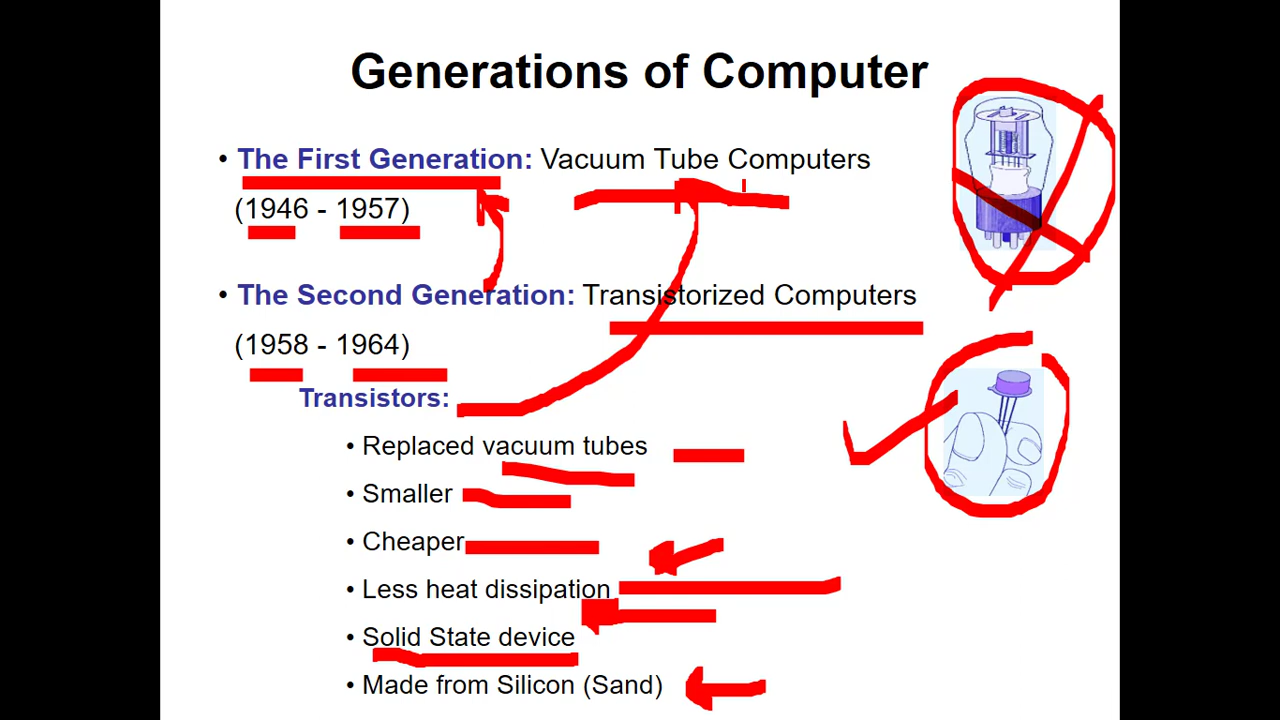 Generations of Computer
• The First Generation: Vacuum Tube Computers
(1946 - 1957)
• The Second Generation: Transistorized Computers
(1958 - 1964)
Transistors:
• Replaced vacuum tubes
• Smaller
• Cheaper
• Less heat dissipation
• Solid State device
• Made from Silicon (Sand)